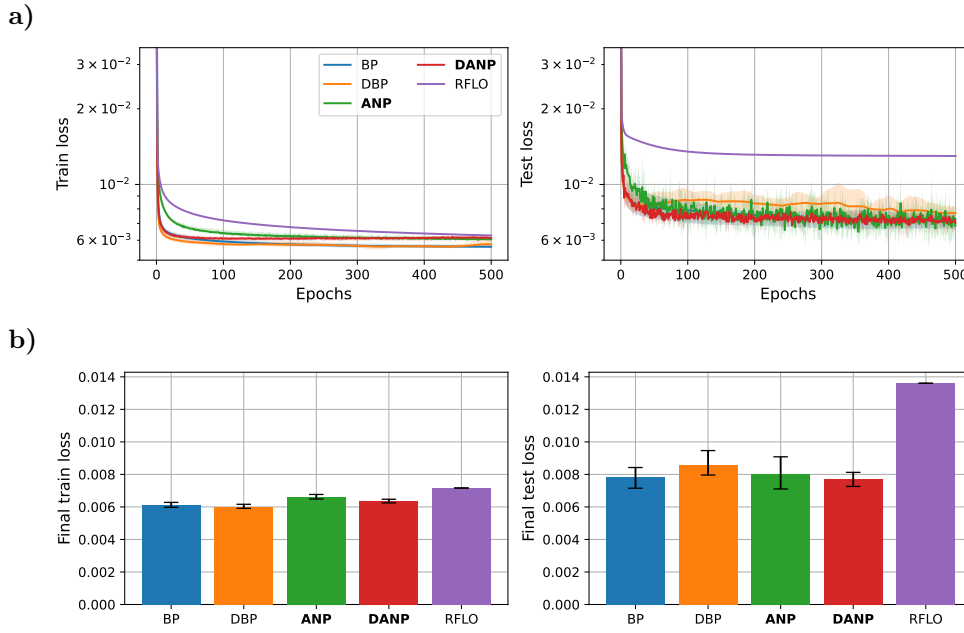 a)
Train loss
3 × 10⁻²
2 × 10⁻²
10⁻²
6 × 10⁻³
0 100 200 300 400 500
Epochs
BP
DBP
ANP
DANP
RFLO
Test loss
3 × 10⁻²
2 × 10⁻²
10⁻²
6 × 10⁻³
0 100 200 300 400 500
Epochs
b)
Final train loss
0.014
0.012
0.010
0.008
0.006
0.004
0.002
0.000
BP DBP ANP DANP RFLO
Final test loss
0.014
0.012
0.010
0.008
0.006
0.004
0.002
0.000
BP DBP ANP DANP RFLO